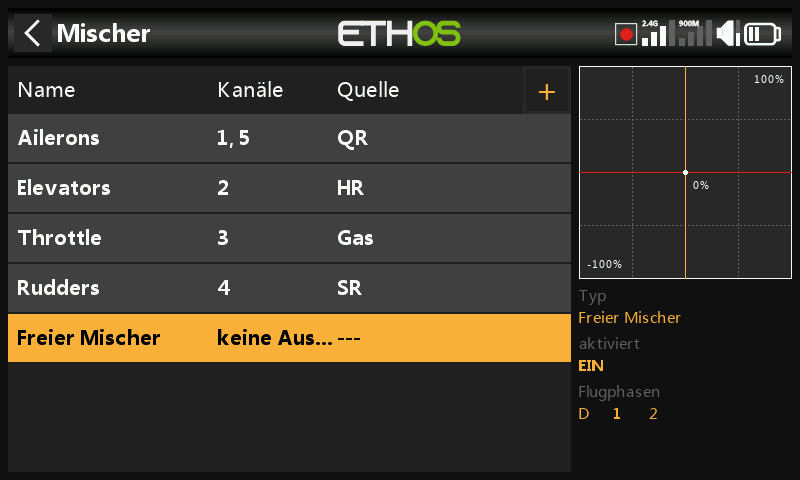 Mischer
ETHOS
2.4G 900M
Name Kanäle Quelle +
Ailerons 1, 5 QR
Elevators 2 HR
Throttle 3 Gas
Rudders 4 SR
Freier Mischer keine Aus... ---
100%
0%
-100%
Typ
Freier Mischer
aktiviert
EIN
Flugphasen
D 1 2